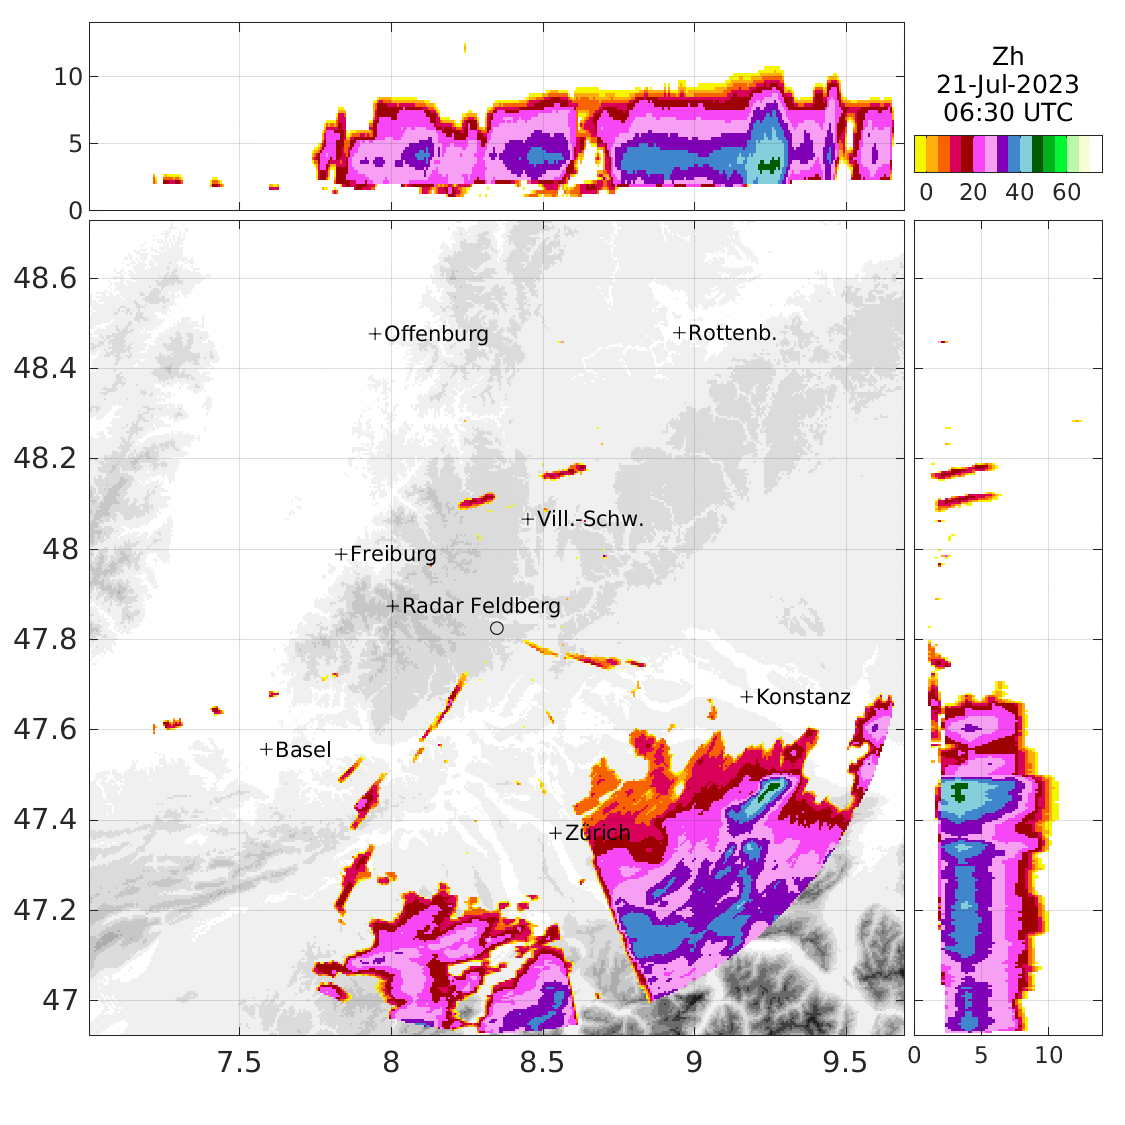 Zh
21-Jul-2023
06:30 UTC
10
5
0
0 20 40 60
48.6
48.4
48.2
48
47.8
47.6
47.4
47.2
47
+Offenburg
+Rottenb.
+Vill.-Schw.
+Freiburg
+Radar Feldberg
+Konstanz
+Basel
+Zürich
7.5 8 8.5 9 9.5
0 5 10